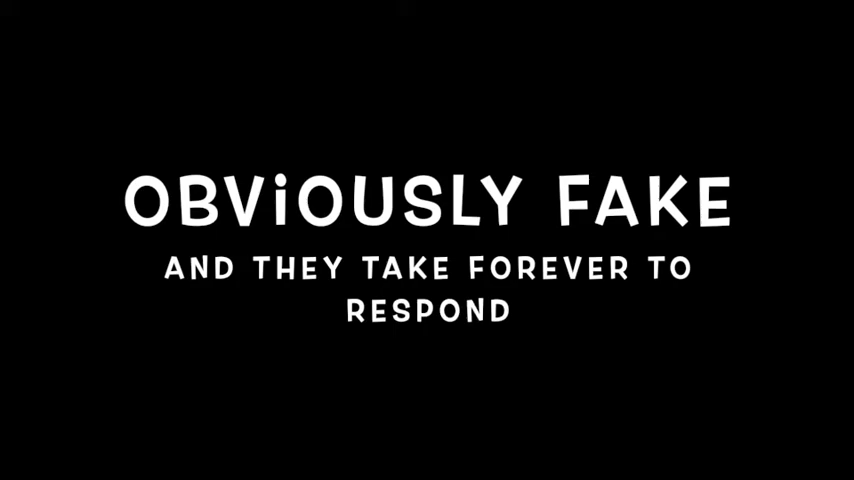 OBViOUSLY FAKE
AND THEY TAKE FOREVER TO
RESPOND